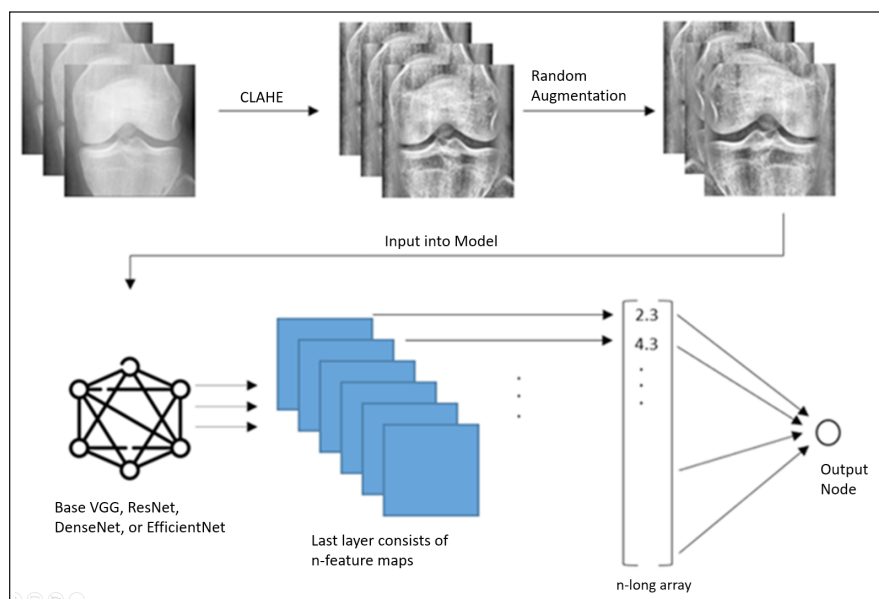 CLAHE
Random
Augmentation
Input into Model
2.3
4.3
Base VGG, ResNet,
DenseNet, or EfficientNet
Last layer consists of
n-feature maps
n-long array
Output
Node